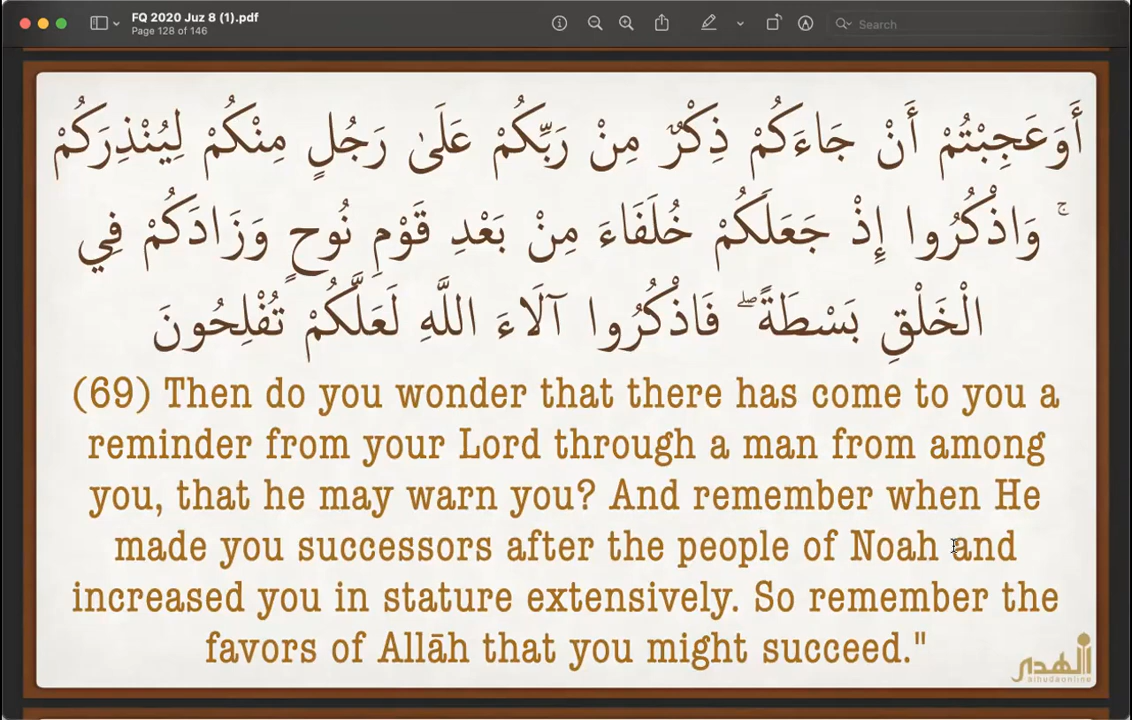 FQ 2020 Juz 8 (1).pdf
Page 128 of 146
Search
أَوَعَجِبْتُمْ أَنْ جَاءَكُمْ ذِكْرٌ مِنْ رَبِّكُمْ عَلَىٰ رَجُلٍ مِنْكُمْ لِيُنْذِرَكُمْ
ۚ وَاذْكُرُوا إِذْ جَعَلَكُمْ خُلَفَاءَ مِنْ بَعْدِ قَوْمِ نُوحٍ وَزَادَكُمْ فِي
الْخَلْقِ بَسْطَةً ۖ فَاذْكُرُوا آلَاءَ اللَّهِ لَعَلَّكُمْ تُفْلِحُونَ
(69) Then do you wonder that there has come to you a
reminder from your Lord through a man from among
you, that he may warn you? And remember when He
made you successors after the people of Noah and
increased you in stature extensively. So remember the
favors of Allāh that you might succeed."
الهدى
alhudaonline